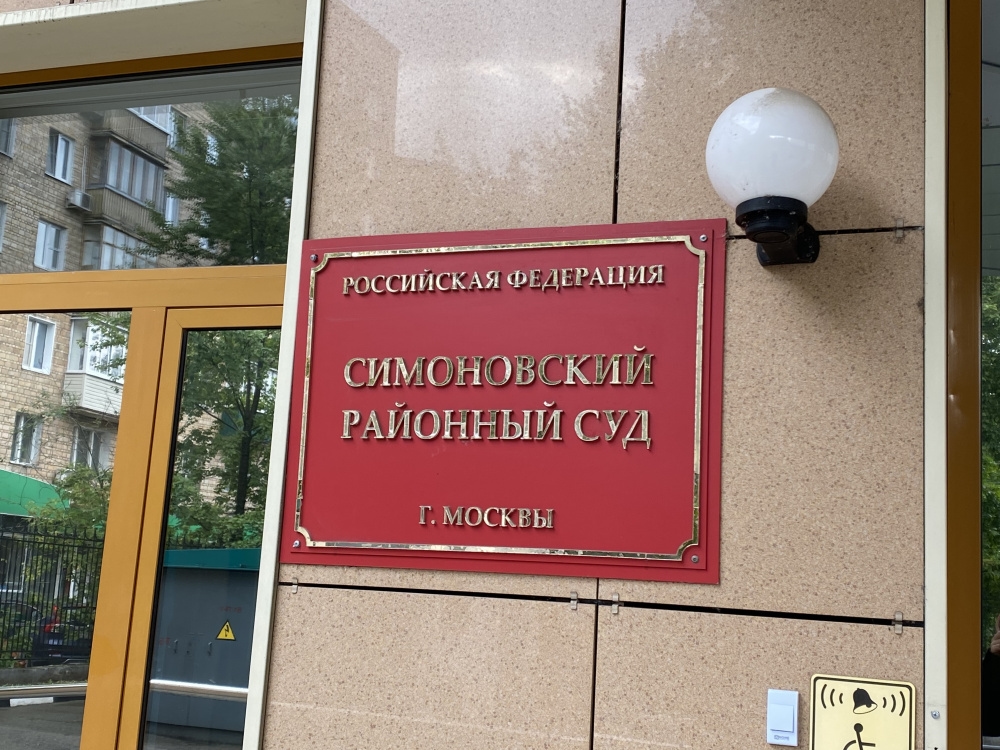 РОССИЙСКАЯ ФЕДЕРАЦИЯ
СИМОНОВСКИЙ
РАЙОННЫЙ СУД
Г. МОСКВЫ